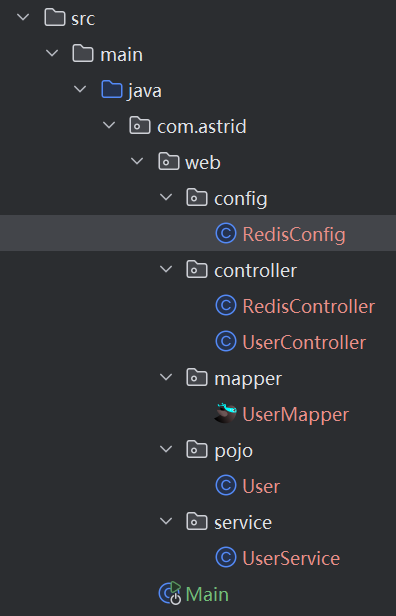 src
main
java
com.astrid
web
config
RedisConfig
controller
RedisController
UserController
mapper
UserMapper
pojo
User
service
UserService
Main